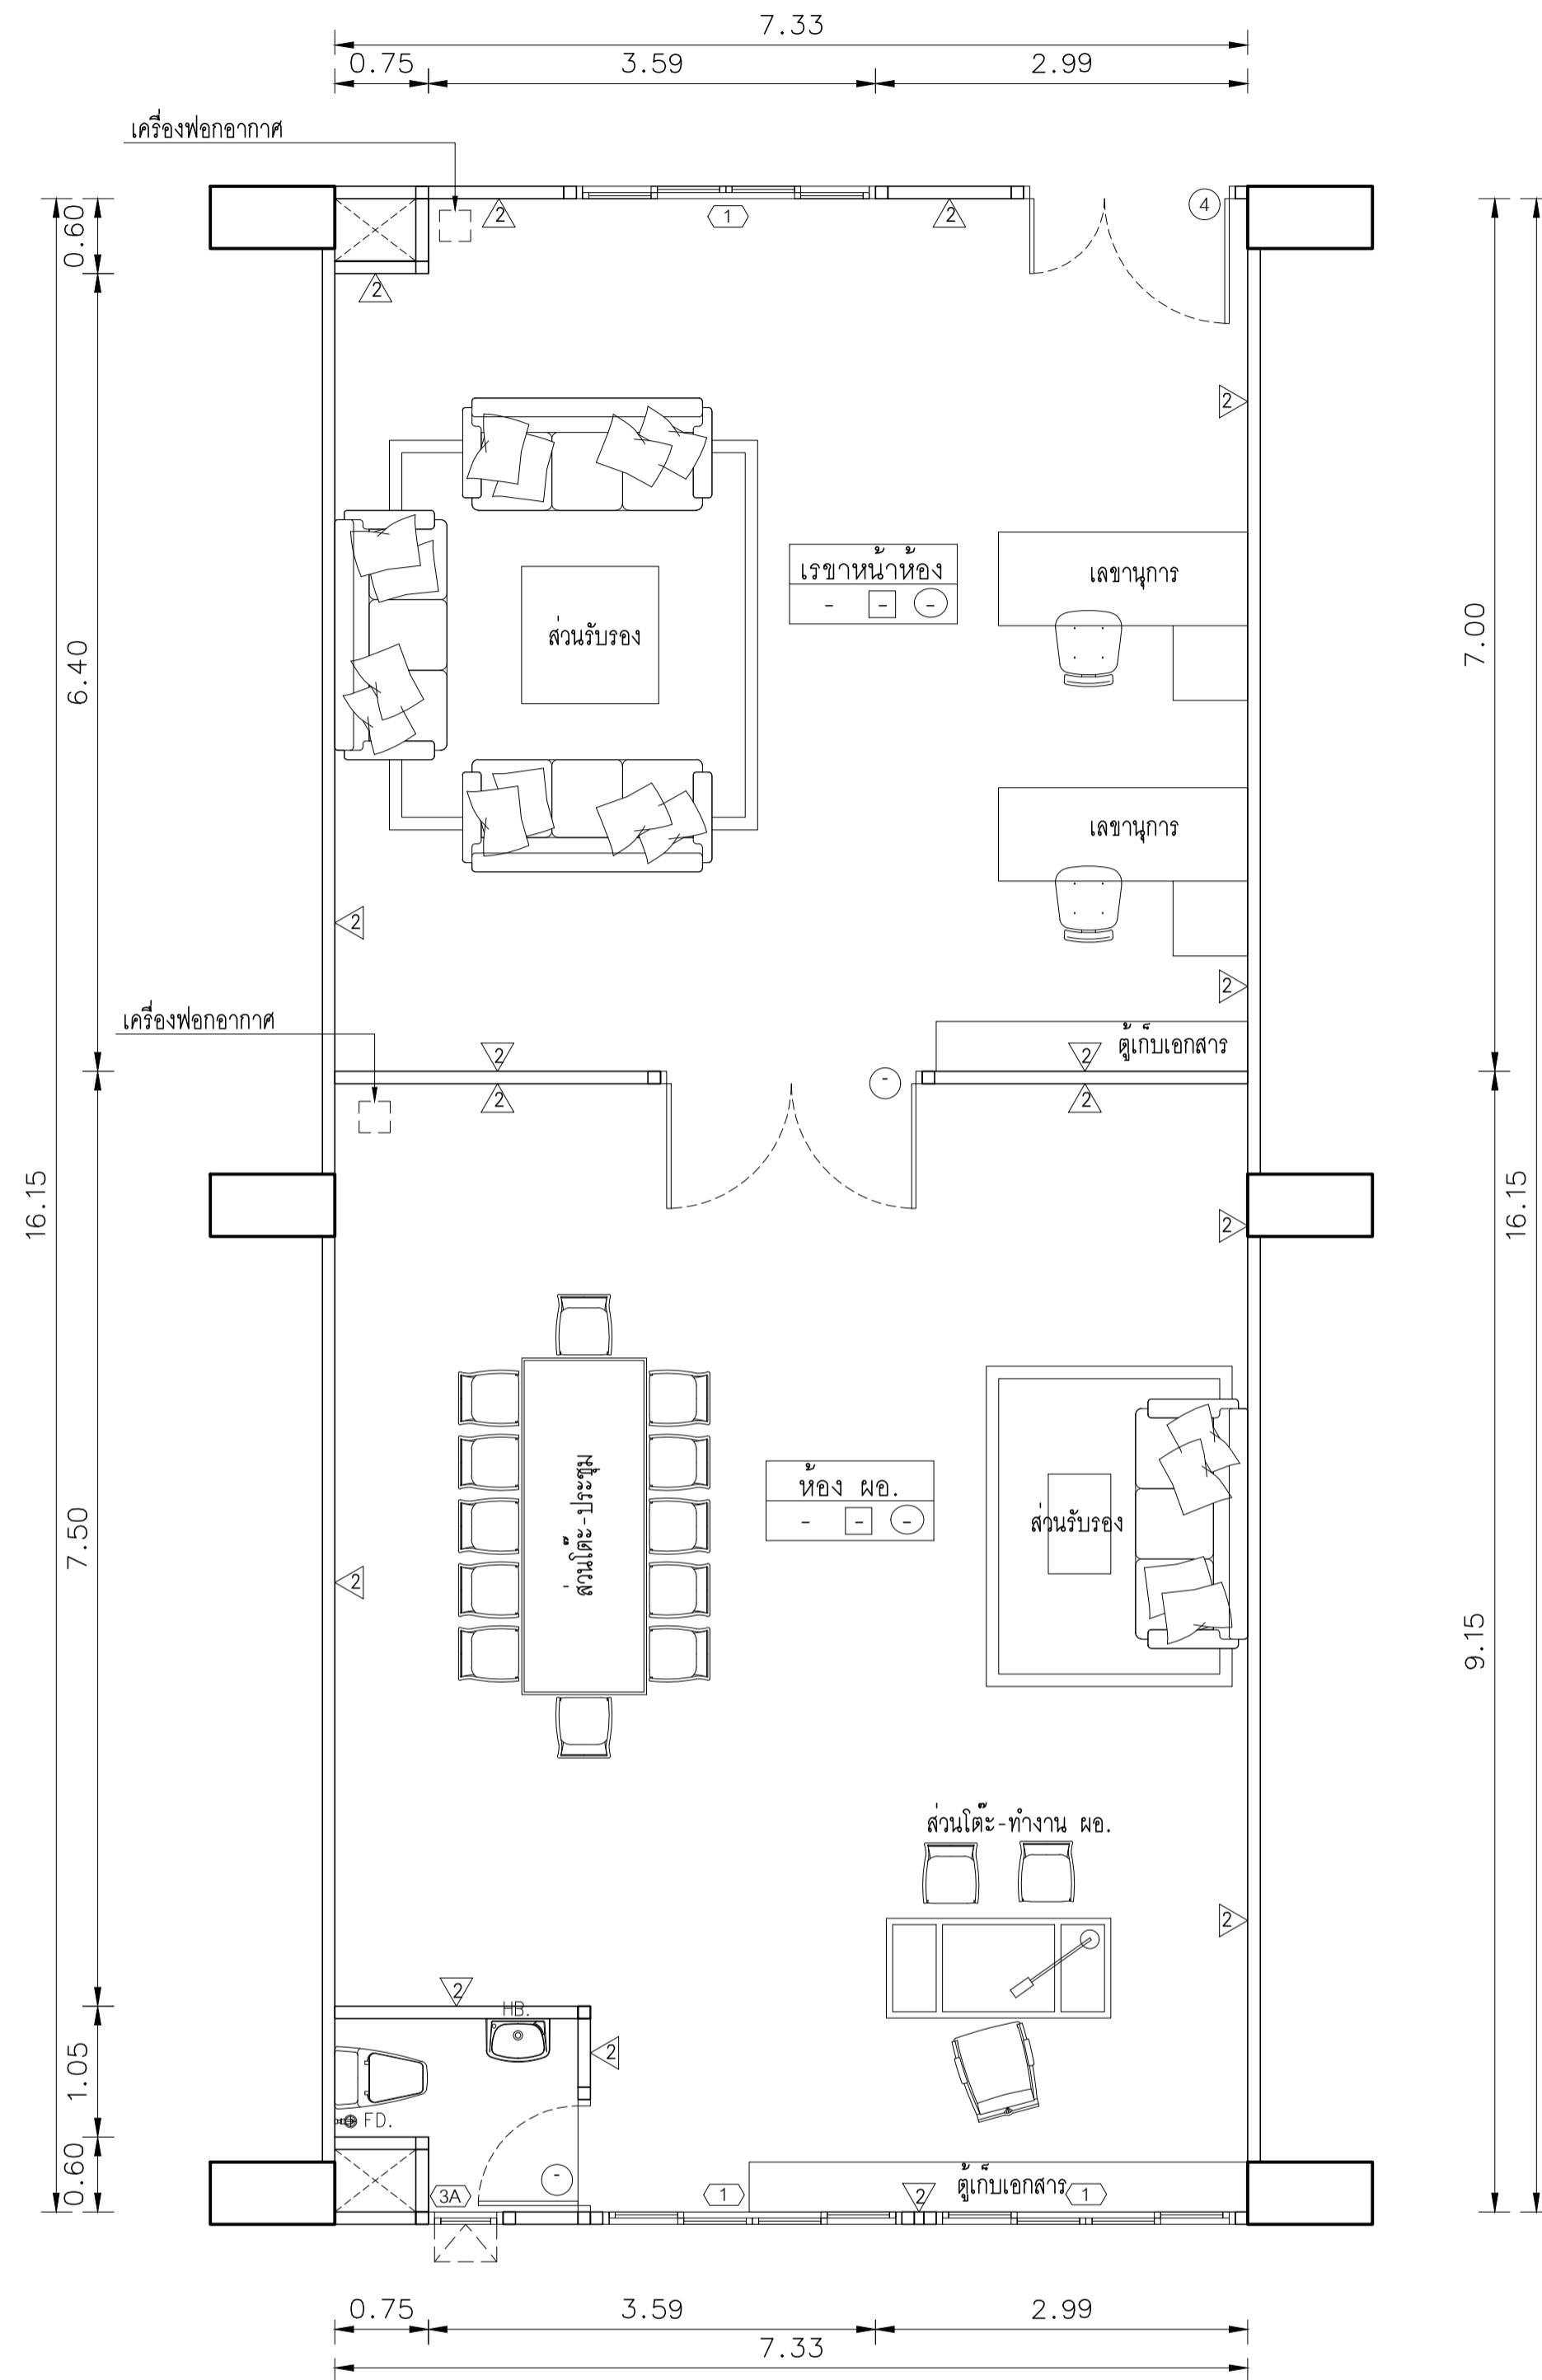 7.33
0.75 3.59 2.99
เครื่องฟอกอากาศ
2 1 2 4
0.60
2
2
เรขาหน้าห้อง
- - -
เลขานุการ
ส่วนรับรอง
6.40
7.00
เลขานุการ
2
2
เครื่องฟอกอากาศ
ตู้เก็บเอกสาร
2 2
-
2 2
16.15
16.15
2
ส่วนโต๊ะ-ประชุม
ห้อง ผอ.
- - -
ส่วนรับรอง
7.50
2
9.15
ส่วนโต๊ะ-ทำงาน ผอ.
2
2
HB.
2
1.05
FD.
0.60
-
3A 1 2 ตู้เก็บเอกสาร 1
0.75 3.59 2.99
7.33